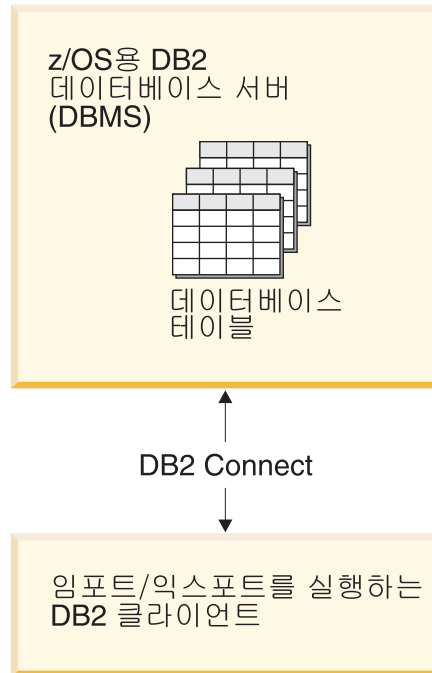 z/OS용 DB2
데이터베이스 서버
(DBMS)
데이터베이스
테이블
DB2 Connect
임포트/익스포트를 실행하는
DB2 클라이언트